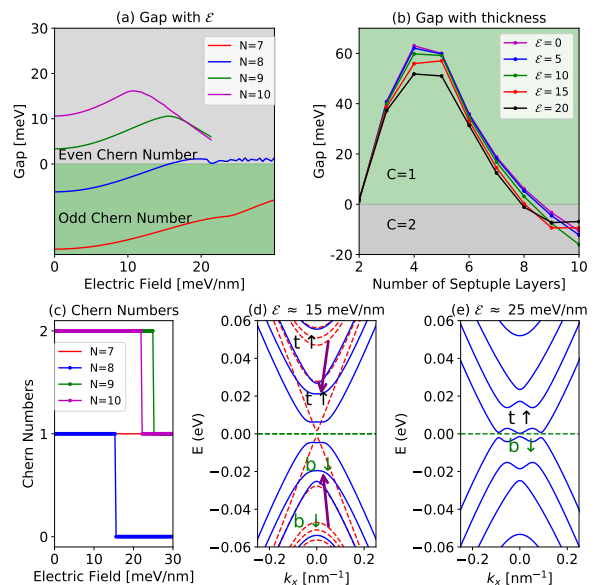 (a) Gap with ℰ
30
20
10
0
Gap [meV]
N=7
N=8
N=9
N=10
Even Chern Number
Odd Chern Number
0
20
Electric Field [meV/nm]
(b) Gap with thickness
60
40
20
0
-20
Gap [meV]
ℰ = 0
ℰ = 5
ℰ = 10
ℰ = 15
ℰ = 20
C=1
C=2
2
4
6
8
10
Number of Septuple Layers
(c) Chern Numbers
2
1
0
Chern Numbers
N=7
N=8
N=9
N=10
0
10
20
30
Electric Field [meV/nm]
(d) ℰ ≈ 15 meV/nm
0.06
0.04
0.02
0.00
−0.02
−0.04
−0.06
E (eV)
t ↑
t ↑
b ↓
b ↓
−0.2
0.0
0.2
kₓ [nm⁻¹]
(e) ℰ ≈ 25 meV/nm
0.06
0.04
0.02
0.00
−0.02
−0.04
−0.06
E (eV)
t ↑
b ↓
−0.2
0.0
0.2
kₓ [nm⁻¹]